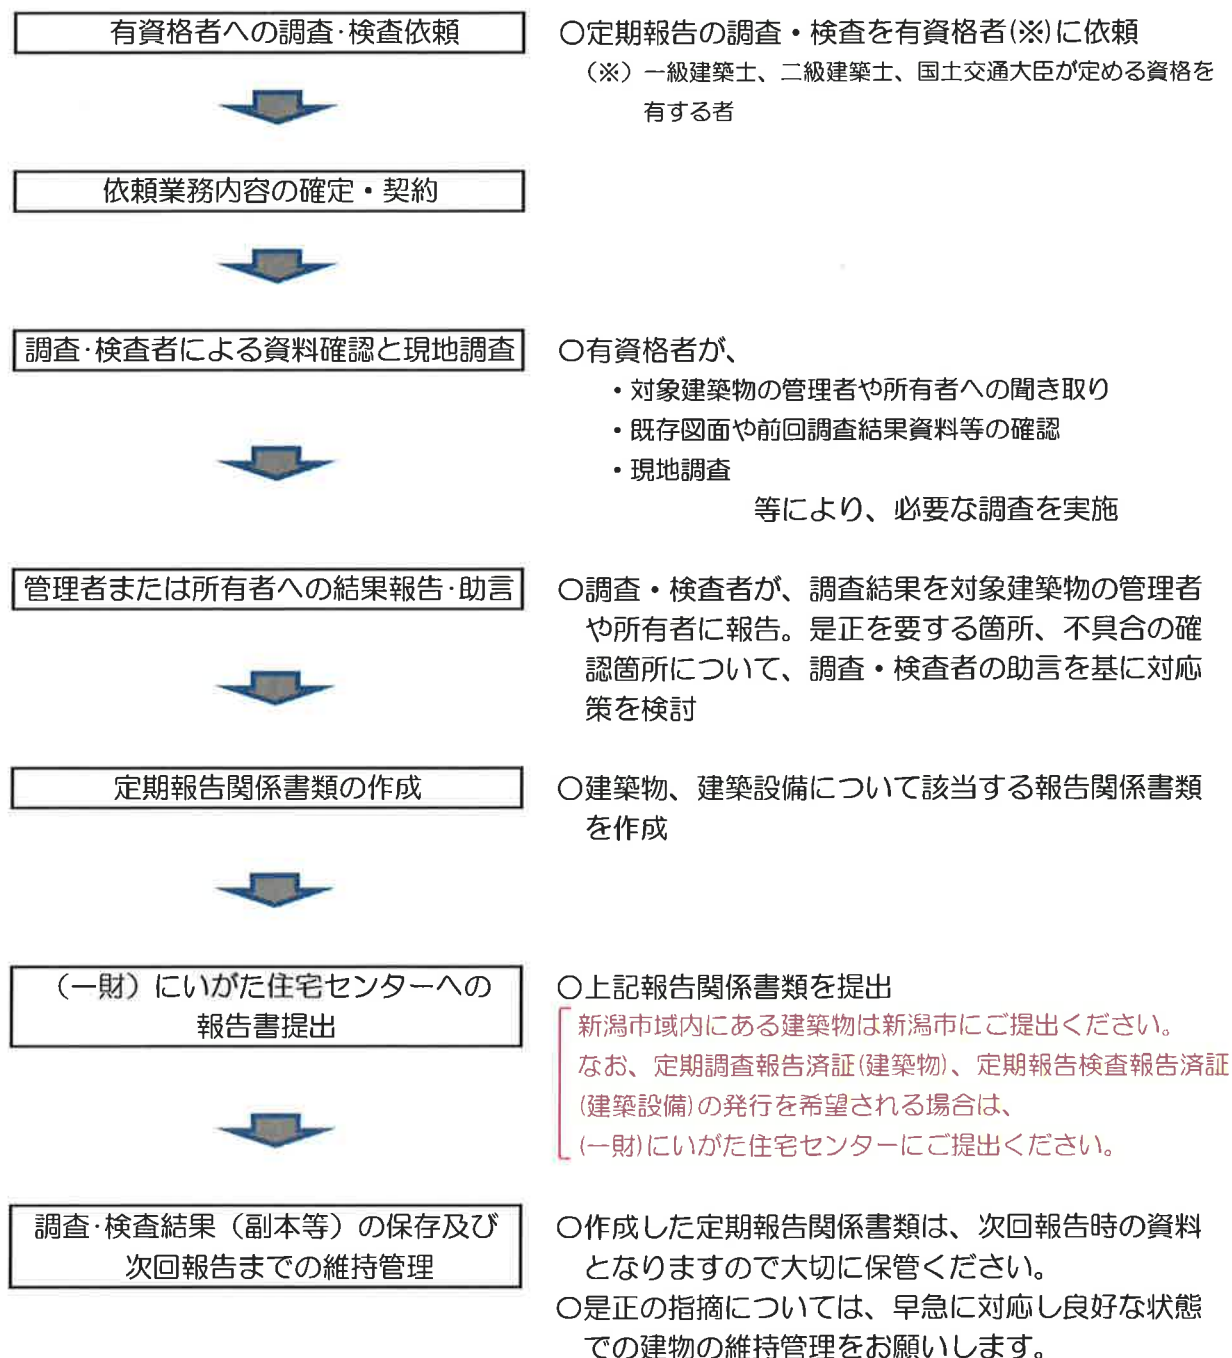 有資格者への調査·検査依頼
〇定期報告の調査・検査を有資格者(※)に依頼
（※）一級建築士、二級建築士、国土交通大臣が定める資格を
有する者
依頼業務内容の確定・契約
調査·検査者による資料確認と現地調査
〇有資格者が、
・対象建築物の管理者や所有者への聞き取り
・既存図面や前回調査結果資料等の確認
・現地調査
等により、必要な調査を実施
管理者または所有者への結果報告·助言
〇調査・検査者が、調査結果を対象建築物の管理者
や所有者に報告。是正を要する箇所、不具合の確
認箇所について、調査・検査者の助言を基に対応
策を検討
定期報告関係書類の作成
〇建築物、建築設備について該当する報告関係書類
を作成
（一財）にいがた住宅センターへの
報告書提出
〇上記報告関係書類を提出
新潟市域内にある建築物は新潟市にご提出ください。
なお、定期調査報告済証(建築物)、定期報告検査報告済証
(建築設備)の発行を希望される場合は、
(一財)にいがた住宅センターにご提出ください。
調査·検査結果（副本等）の保存及び
次回報告までの維持管理
〇作成した定期報告関係書類は、次回報告時の資料
となりますので大切に保管ください。
〇是正の指摘については、早急に対応し良好な状態
での建物の維持管理をお願いします。